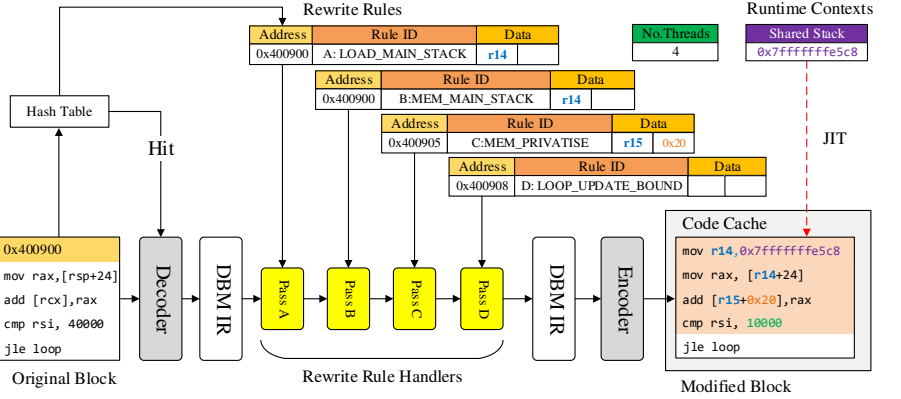 Rewrite Rules
Runtime Contexts
Address Rule ID Data
0x400900 A: LOAD_MAIN_STACK r14
No.Threads
4
Shared Stack
0x7fffffffe5c8
Address Rule ID Data
0x400900 B:MEM_MAIN_STACK r14
Hash Table
Address Rule ID Data
0x400905 C:MEM_PRIVATISE r15 0x20
Hit
JIT
Address Rule ID Data
0x400908 D: LOOP_UPDATE_BOUND
0x400900
mov rax,[rsp+24]
add [rcx],rax
cmp rsi, 40000
jle loop
Original Block
Decoder
DBM IR
Pass A
Pass B
Pass C
Pass D
Rewrite Rule Handlers
DBM IR
Encoder
Code Cache
mov r14,0x7fffffffe5c8
mov rax, [r14+24]
add [r15+0x20],rax
cmp rsi, 10000
jle loop
Modified Block